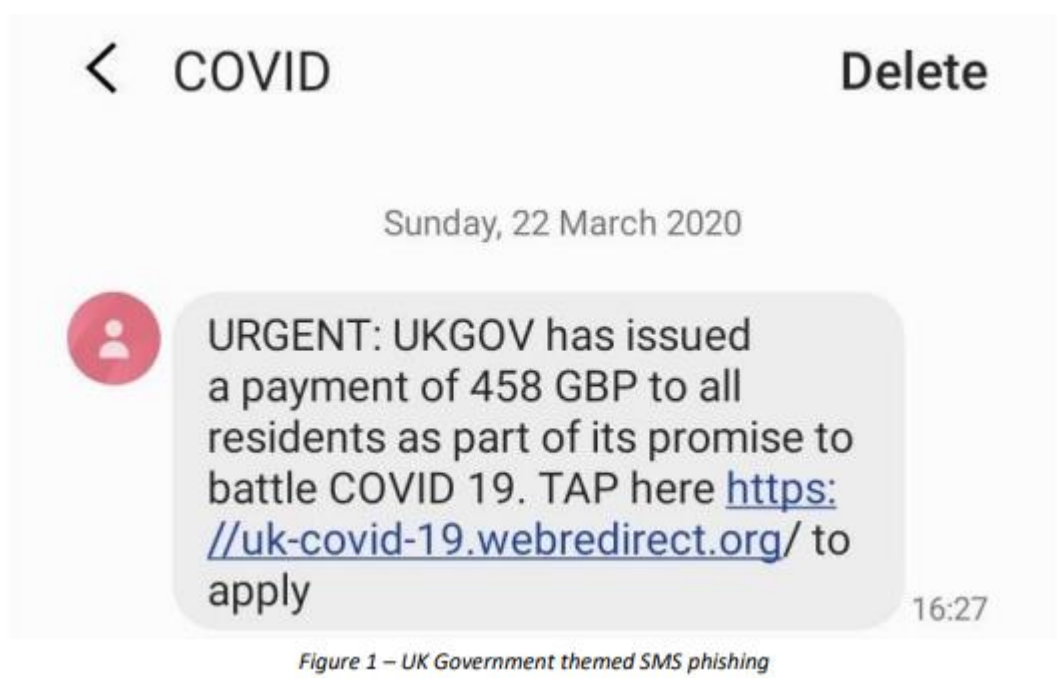 COVID
Delete
Sunday, 22 March 2020
URGENT: UKGOV has issued
a payment of 458 GBP to all
residents as part of its promise to
battle COVID 19. TAP here https:
//uk-covid-19.webredirect.org/ to
apply
16:27
Figure 1 – UK Government themed SMS phishing